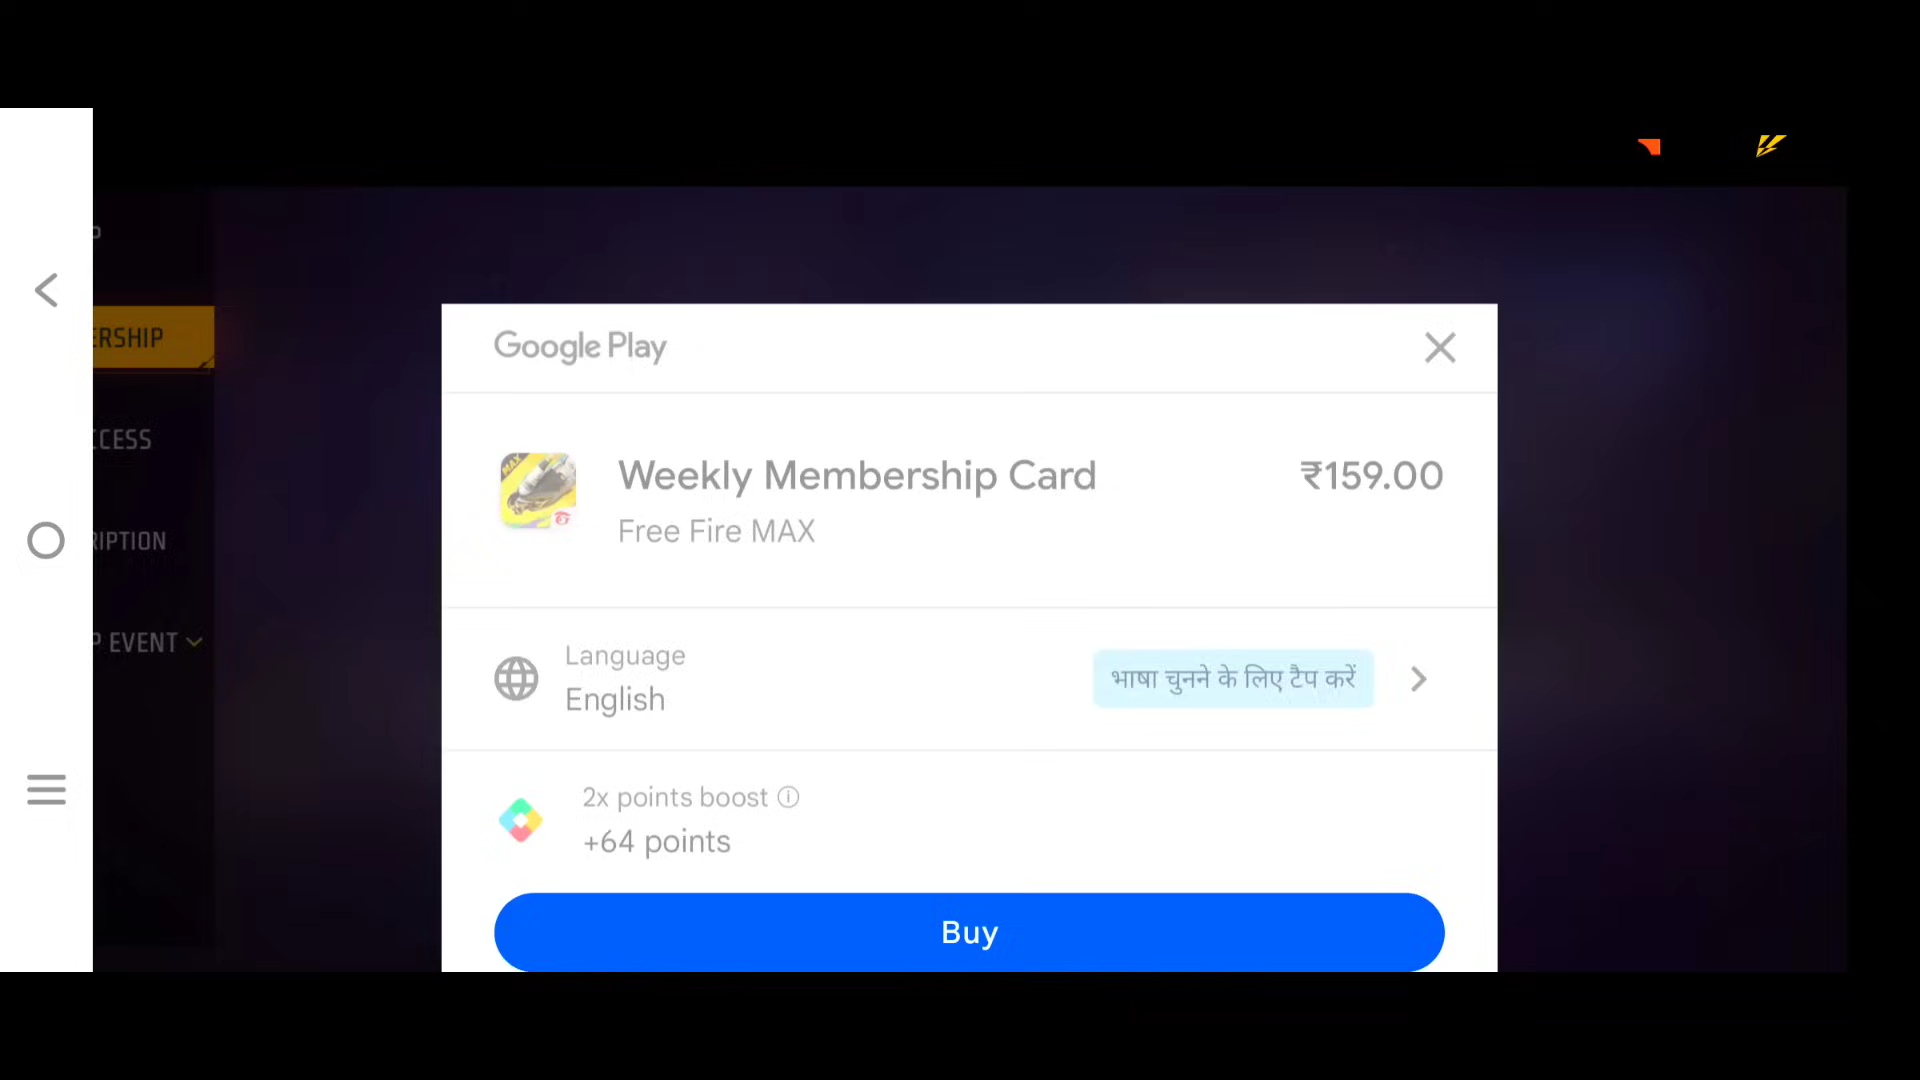 ERSHIP
CCESS
RIPTION
P EVENT
Google Play
Weekly Membership Card
₹159.00
Free Fire MAX
Language
English
भाषा चुनने के लिए टैप करें
2x points boost
+64 points
Buy
MAX